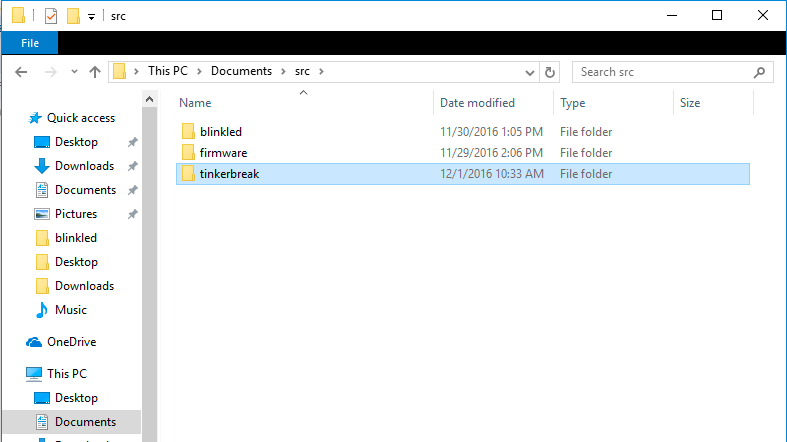 src
File
This PC Documents src
Search src
Name Date modified Type Size
Quick access
Desktop
Downloads
Documents
Pictures
blinkled
Desktop
Downloads
Music
OneDrive
This PC
Desktop
Documents
blinkled 11/30/2016 1:05 PM File folder
firmware 11/29/2016 2:06 PM File folder
tinkerbreak 12/1/2016 10:33 AM File folder